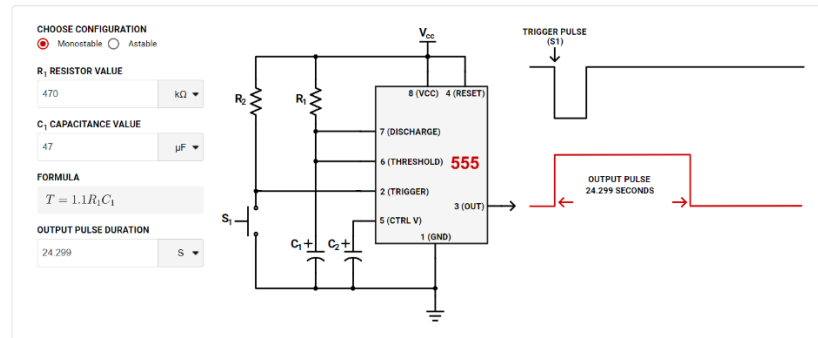 CHOOSE CONFIGURATION
Monostable Astable
R₁ RESISTOR VALUE
470 kΩ
C₁ CAPACITANCE VALUE
47 μF
FORMULA
T = 1.1R₁C₁
OUTPUT PULSE DURATION
24.299 S
Vcc
R₂
R₁
8 (VCC) 4 (RESET)
7 (DISCHARGE)
6 (THRESHOLD)
555
2 (TRIGGER)
3 (OUT)
S₁
5 (CTRL V)
1 (GND)
C₁ +
C₂ +
TRIGGER PULSE
(S1)
OUTPUT PULSE
24.299 SECONDS